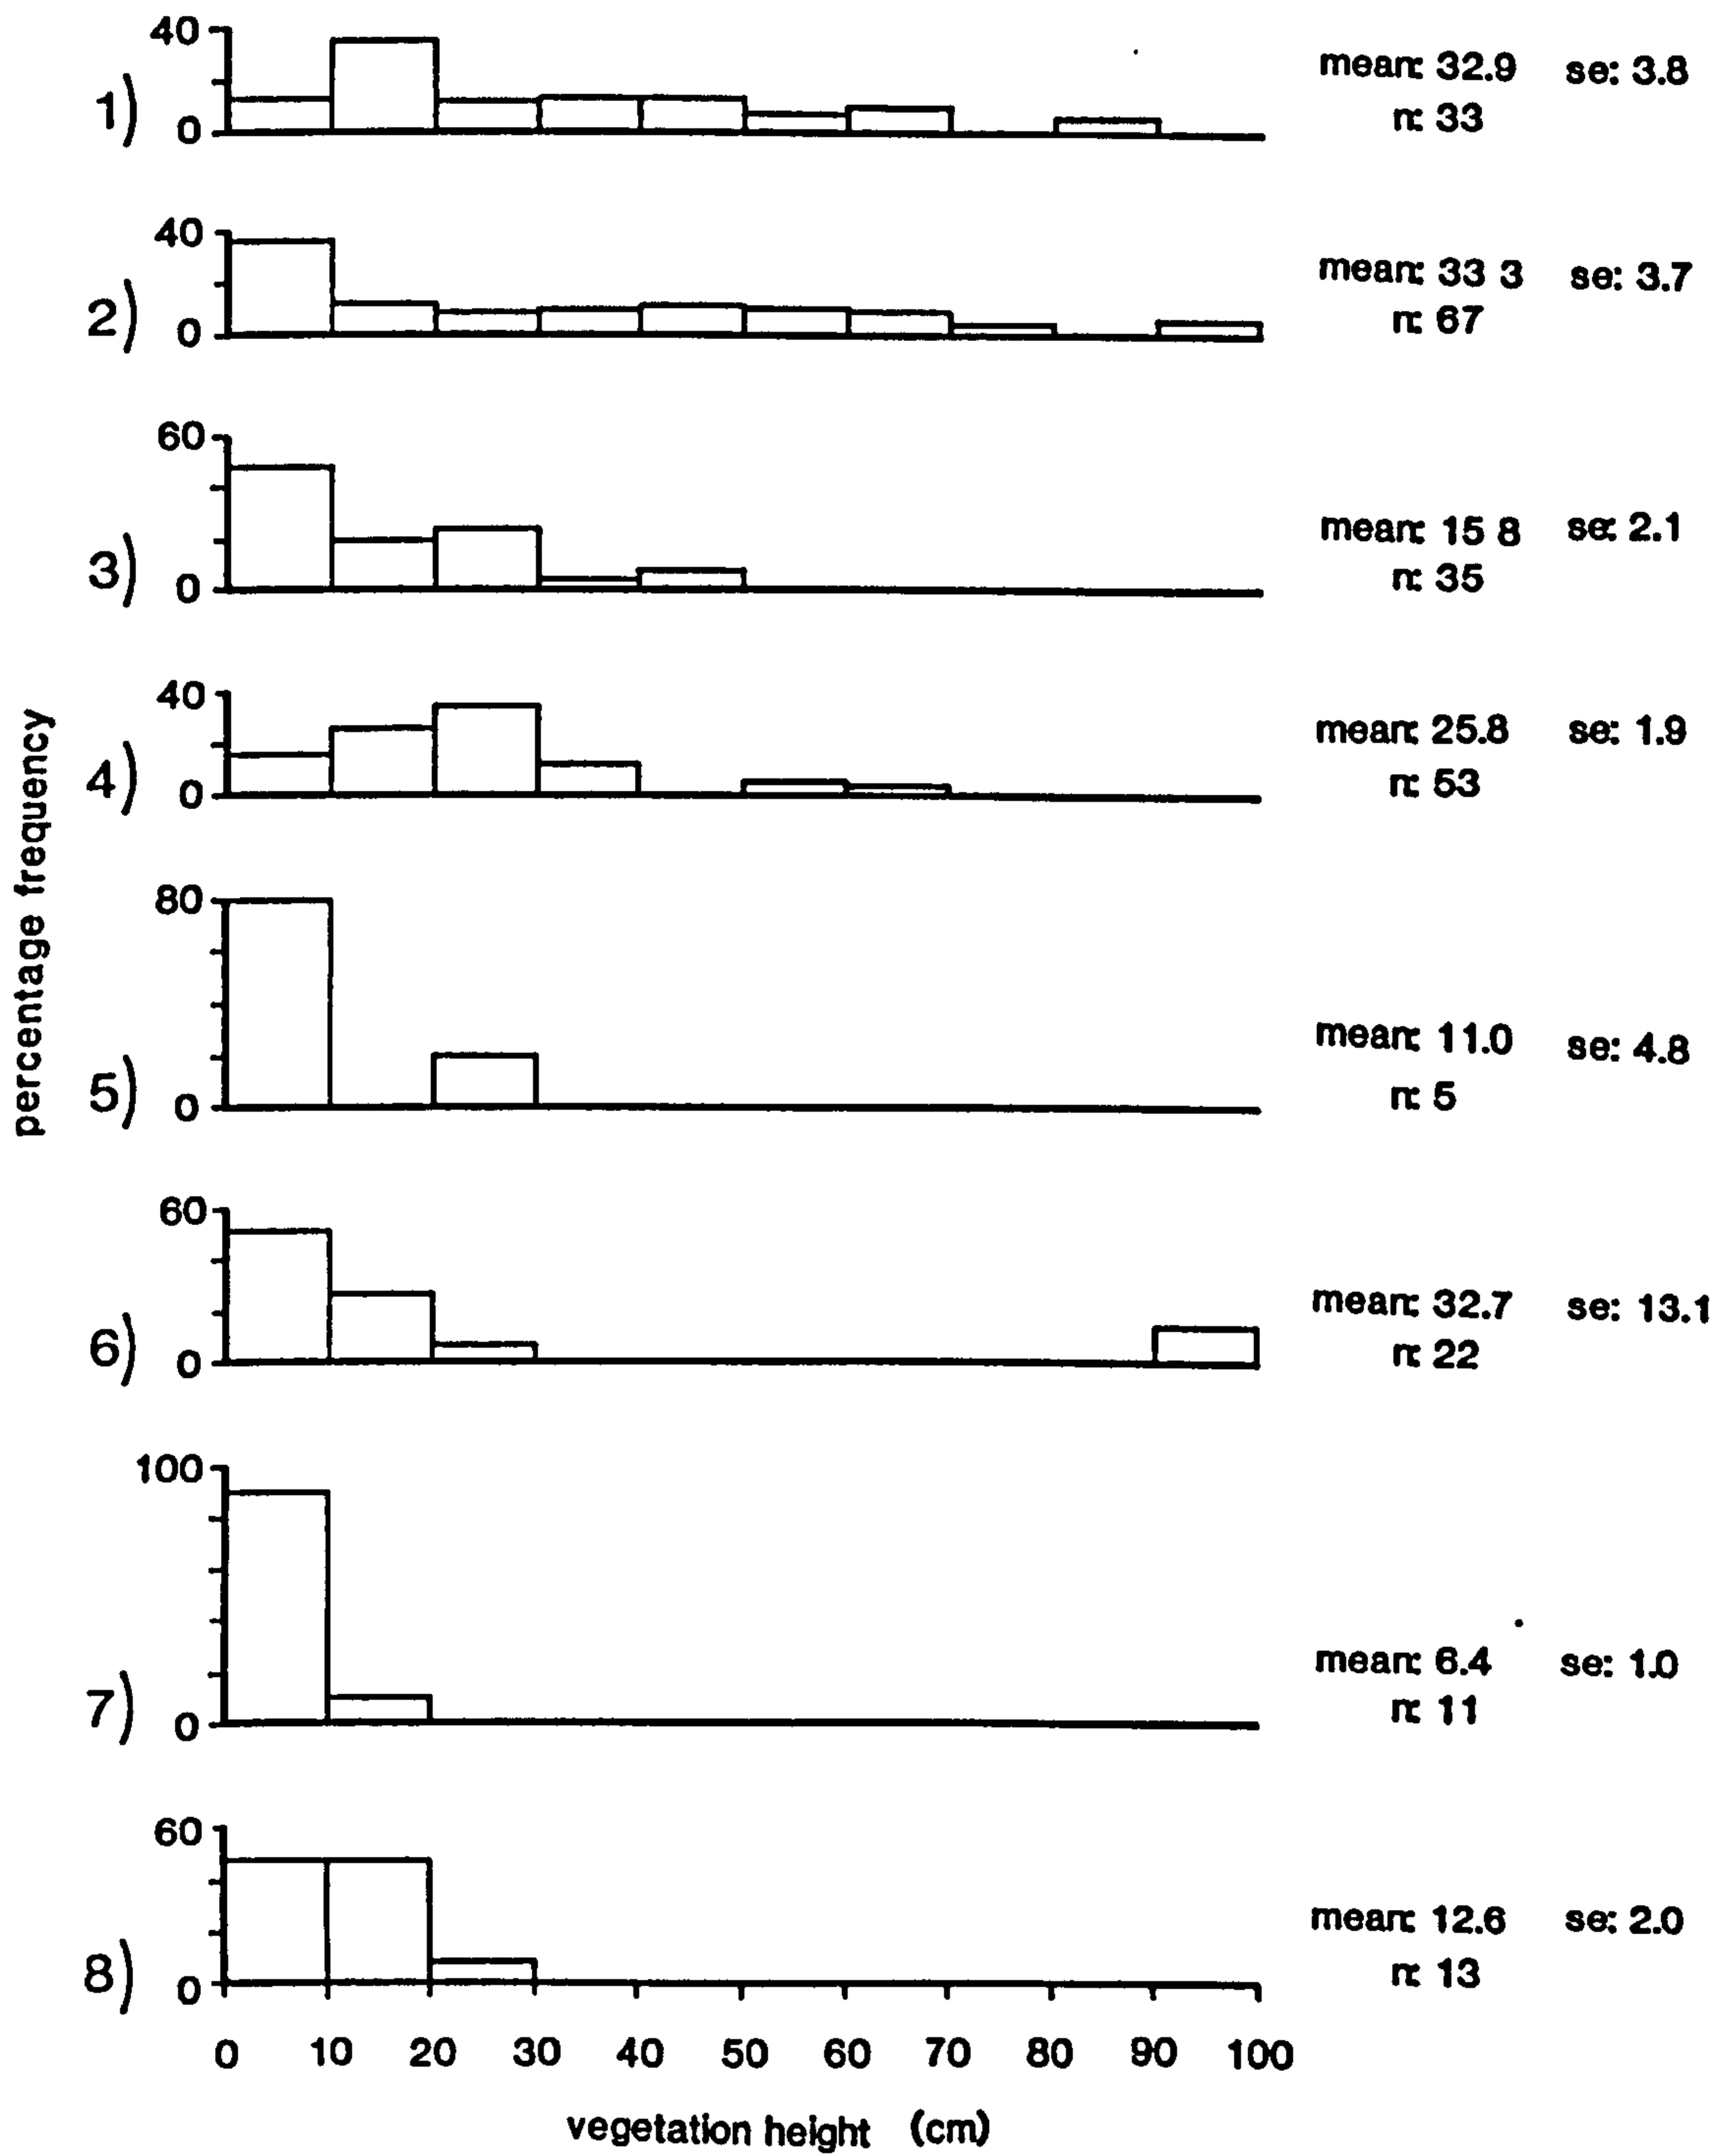 40
1)
0
mean: 32.9 se: 3.8
n: 33
40
2)
0
mean: 33 3 se: 3.7
n: 67
60
3)
0
mean: 15 8 se: 2.1
n: 35
40
4)
0
mean: 25.8 se: 1.9
n: 53
80
5)
0
mean: 11.0 se: 4.8
n: 5
60
6)
0
mean: 32.7 se: 13.1
n: 22
100
7)
0
mean: 6.4 se: 1.0
n: 11
60
8)
0
mean: 12.6 se: 2.0
n: 13
0 10 20 30 40 50 60 70 80 90 100
vegetation height (cm)
percentage frequency